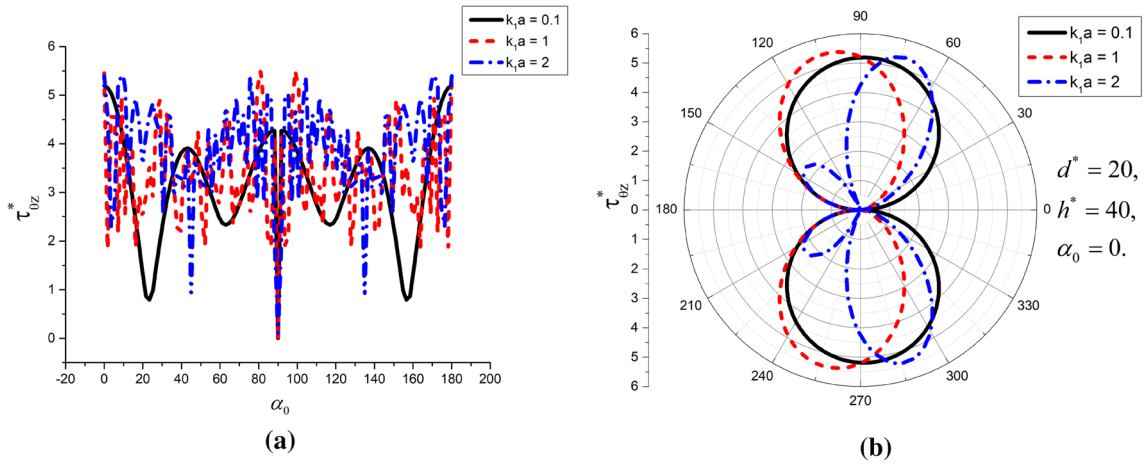 k₁a = 0.1
k₁a = 1
k₁a = 2
6
5
4
3
2
1
0
τ*θz
-20 0 20 40 60 80 100 120 140 160 180 200
α₀
(a)
k₁a = 0.1
k₁a = 1
k₁a = 2
6
5
4
3
2
1
0
1
2
3
4
5
6
τ*θz
0
30
60
90
120
150
180
210
240
270
300
330
d* = 20,
h* = 40,
α₀ = 0.
(b)